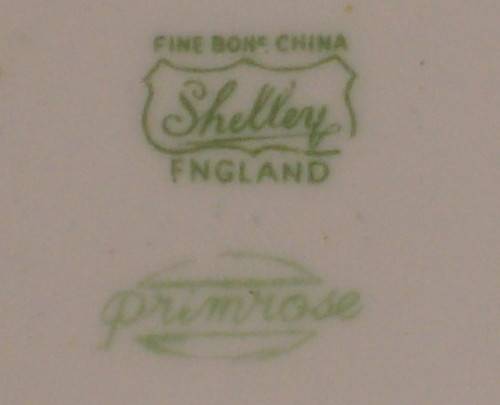 FINE BONE CHINA
Shelley
ENGLAND
primrose